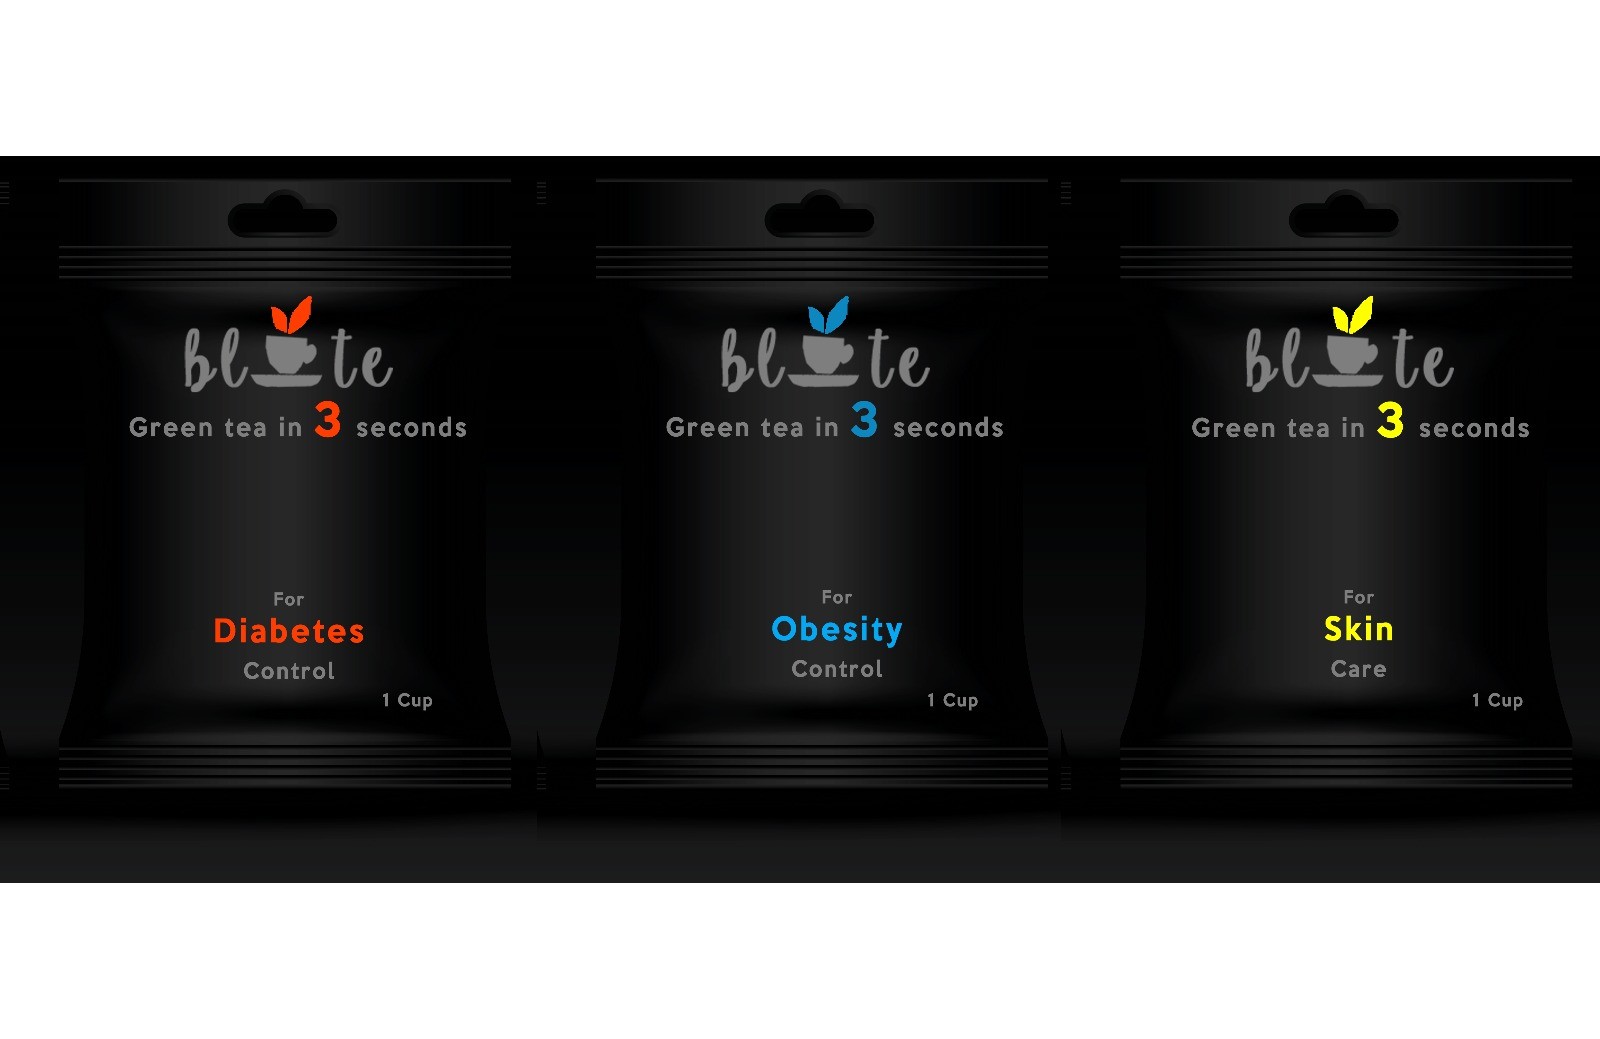 bl te
Green tea in 3 seconds
For
Diabetes
Control
1 Cup
bl te
Green tea in 3 seconds
For
Obesity
Control
1 Cup
bl te
Green tea in 3 seconds
For
Skin
Care
1 Cup